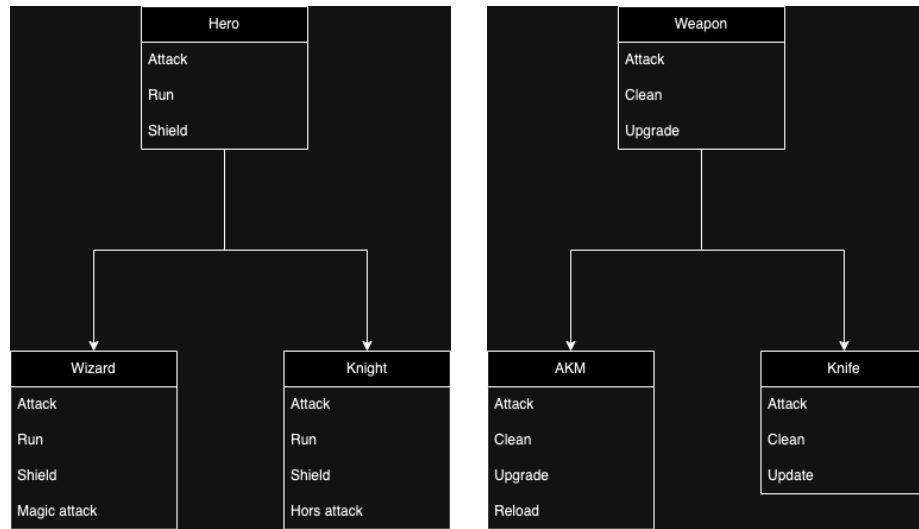 Hero
Attack
Run
Shield
Wizard
Attack
Run
Shield
Magic attack
Knight
Attack
Run
Shield
Hors attack
Weapon
Attack
Clean
Upgrade
AKM
Attack
Clean
Upgrade
Reload
Knife
Attack
Clean
Update